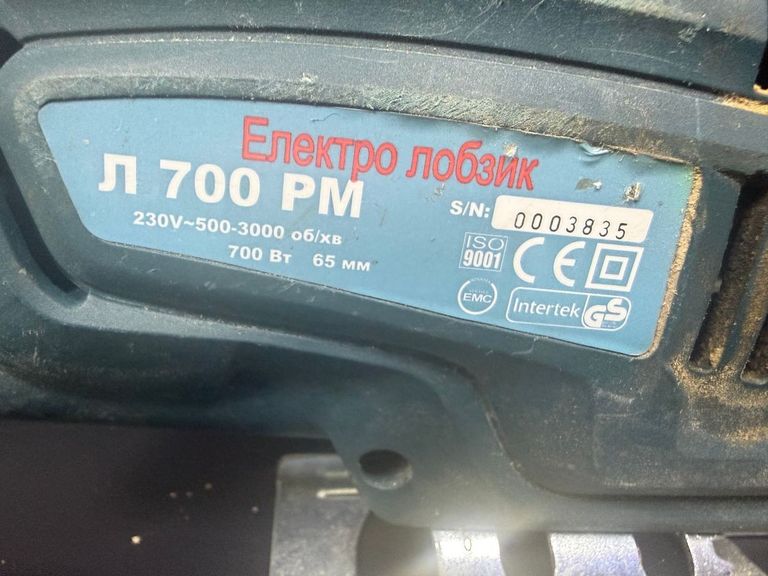 Електро лобзик
Л 700 РМ
230V~500-3000 об/хв
700 Вт 65 мм
S/N: 0003835
ISO
9001
CE
EMC
Intertek GS
0